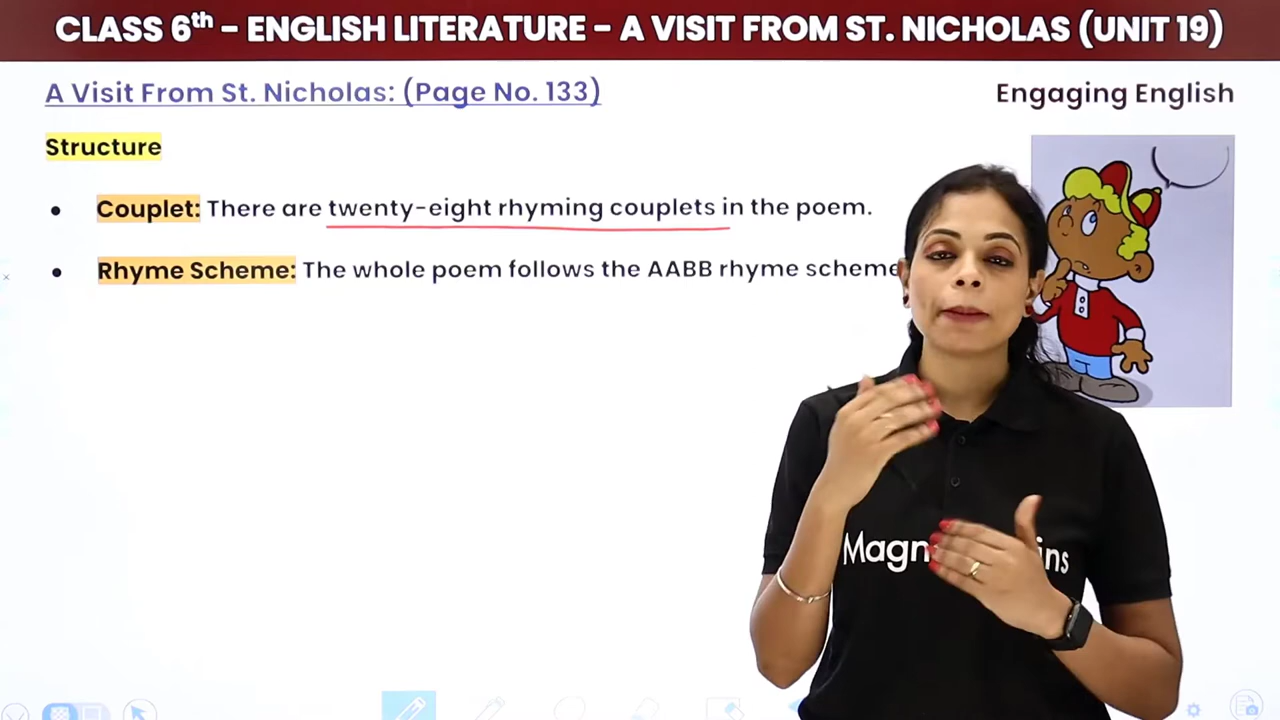 CLASS 6th – ENGLISH LITERATURE – A VISIT FROM ST. NICHOLAS (UNIT 19)
A Visit From St. Nicholas: (Page No. 133)
Engaging English
Structure
• Couplet: There are twenty-eight rhyming couplets in the poem.
• Rhyme Scheme: The whole poem follows the AABB rhyme scheme
Magn ins